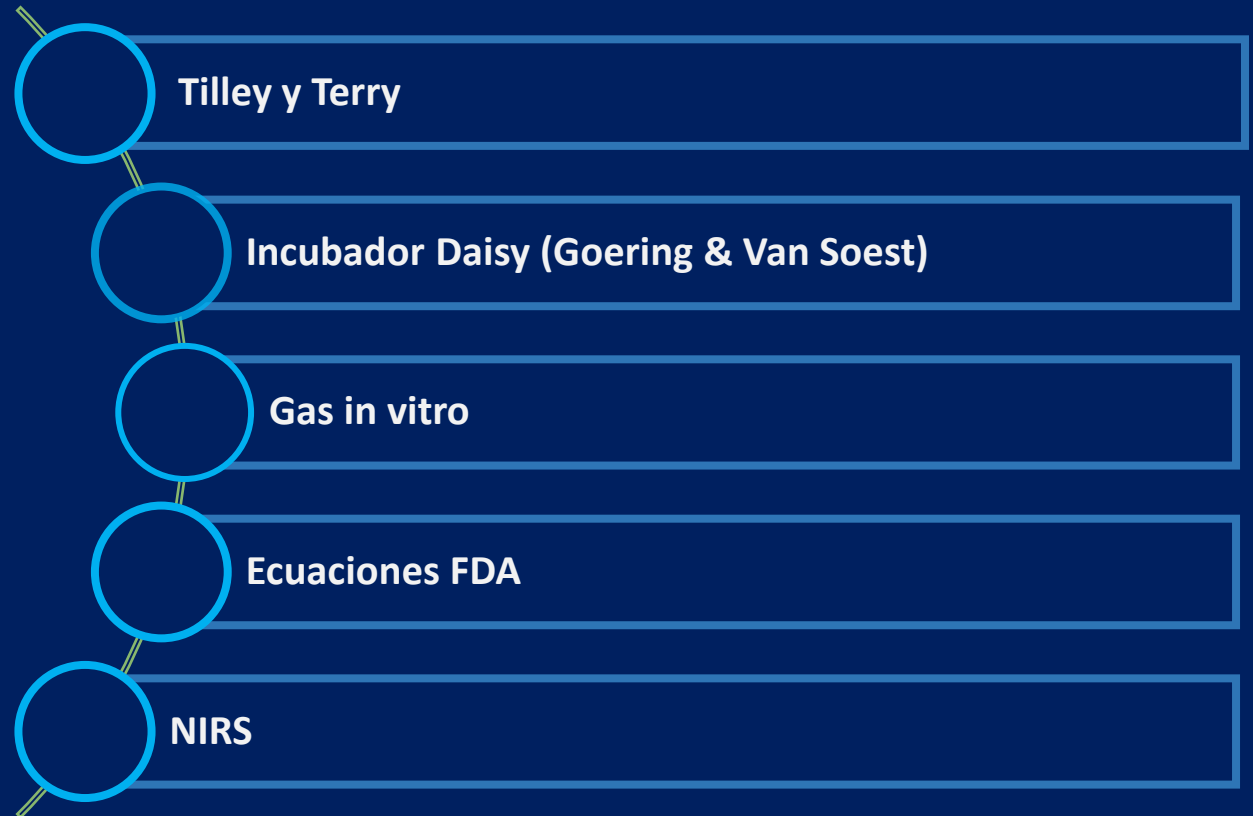 Tilley y Terry
Incubador Daisy (Goering & Van Soest)
Gas in vitro
Ecuaciones FDA
NIRS